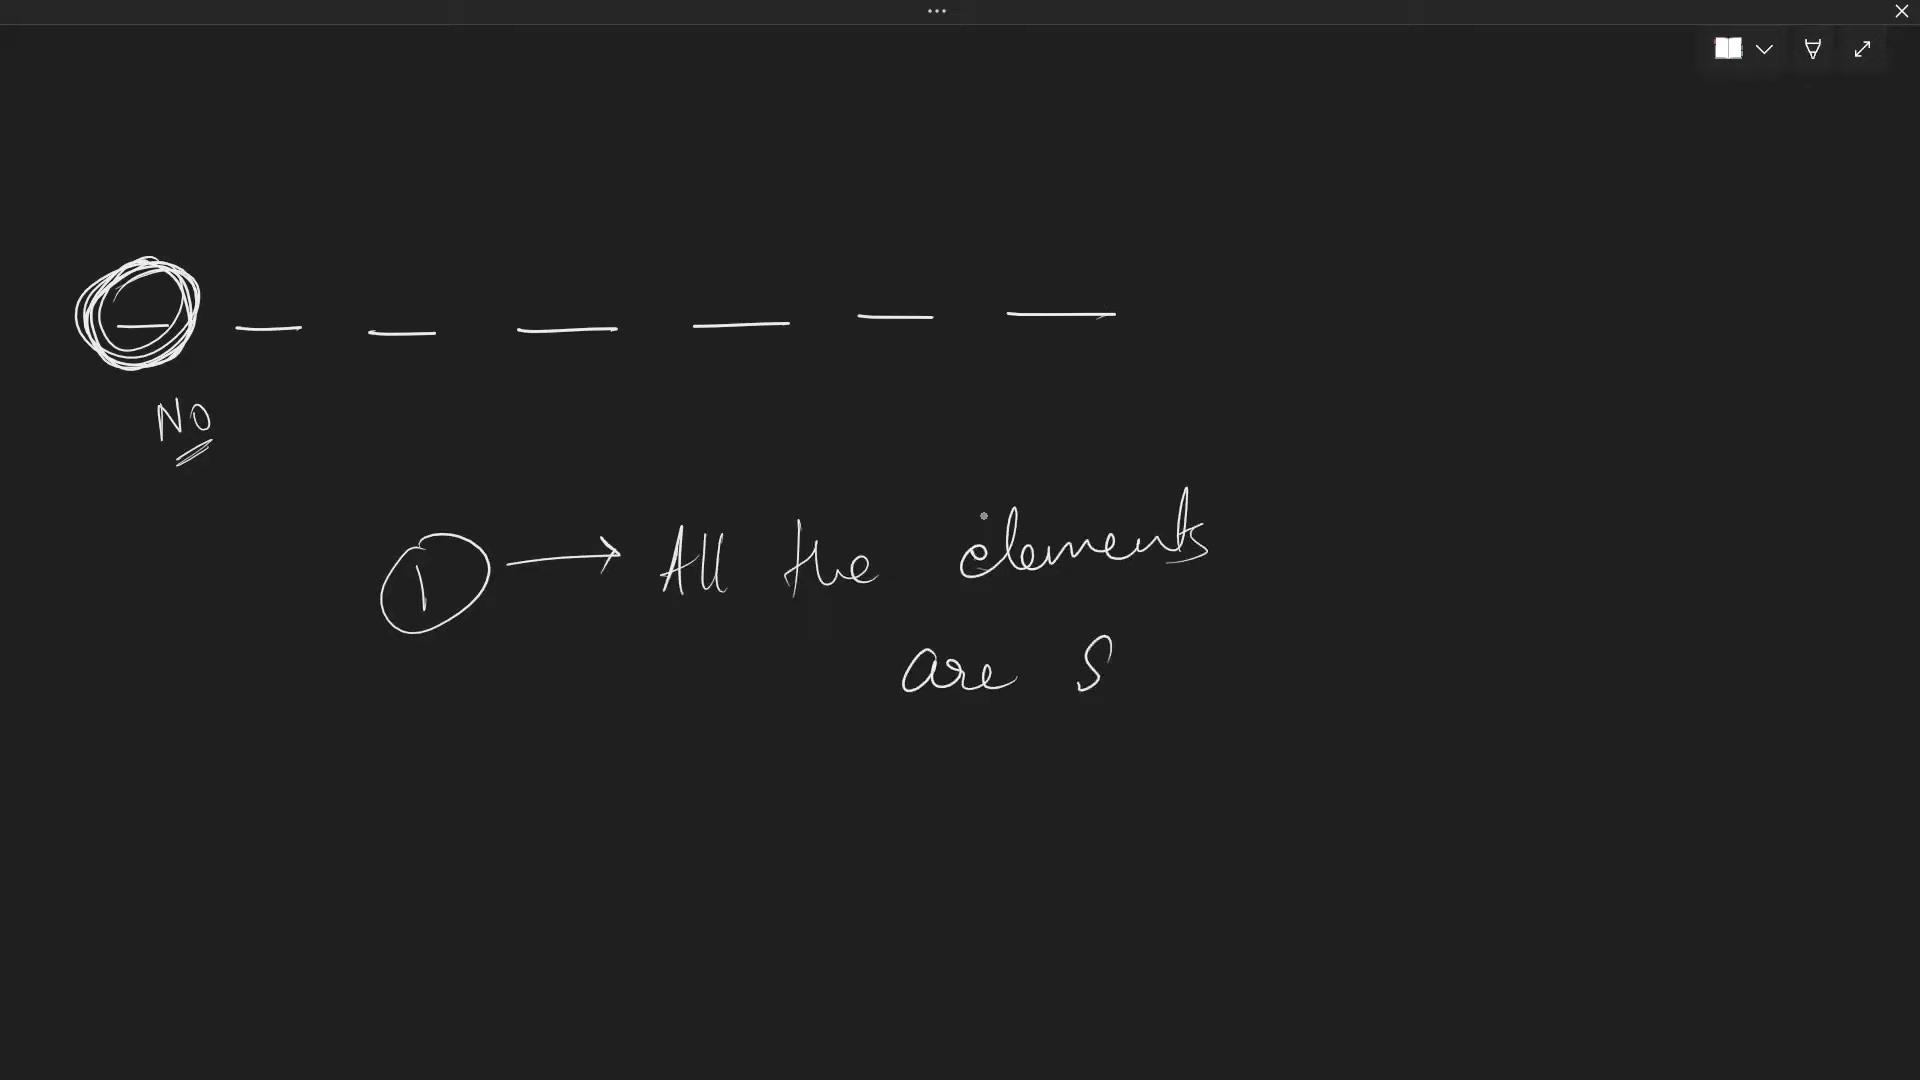 NO
1 → All the elements
are S